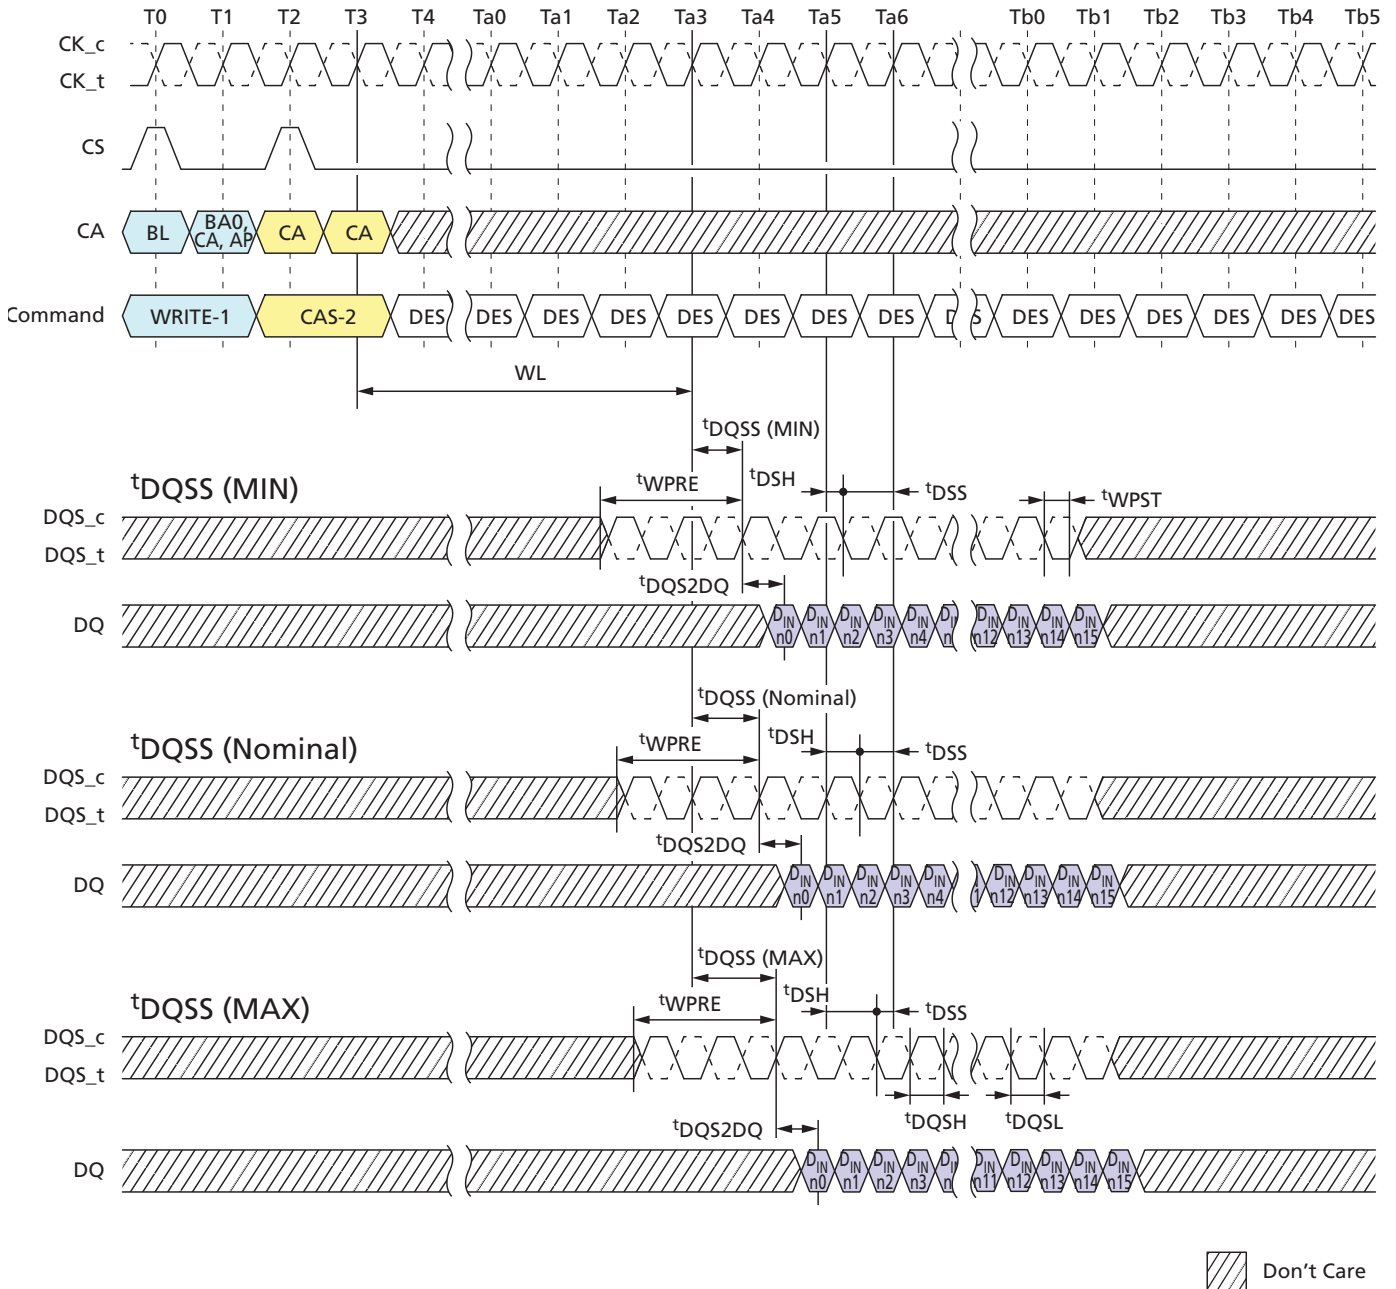 T0 T1 T2 T3 T4 Ta0 Ta1 Ta2 Ta3 Ta4 Ta5 Ta6 Tb0 Tb1 Tb2 Tb3 Tb4 Tb5
CK_c
CK_t
CS
CA BL BA0, CA, AP CA CA
Command WRITE-1 CAS-2 DES DES DES DES DES DES DES D S DES DES DES DES DES DES
WL
tDQSS (MIN)
tDQSS (MIN)
tWPRE tDSH tDSS tWPST
DQS_c
DQS_t
tDQS2DQ
DQ DIN n0 DIN n1 DIN n2 DIN n3 DIN n4 DIN n DIN n12 DIN n13 DIN n14 DIN n15
tDQSS (Nominal)
tDQSS (Nominal)
tWPRE tDSH tDSS
DQS_c
DQS_t
tDQS2DQ
DQ DIN n0 DIN n1 DIN n2 DIN n3 DIN n4 DIN n12 DIN n13 DIN n14 DIN n15
tDQSS (MAX)
tDQSS (MAX)
tWPRE tDSH tDSS
DQS_c
DQS_t
tDQSH tDQSL
tDQS2DQ
DQ DIN n0 DIN n1 DIN n2 DIN n3 DIN n DIN n11 DIN n12 DIN n13 DIN n14 DIN n15
Don't Care